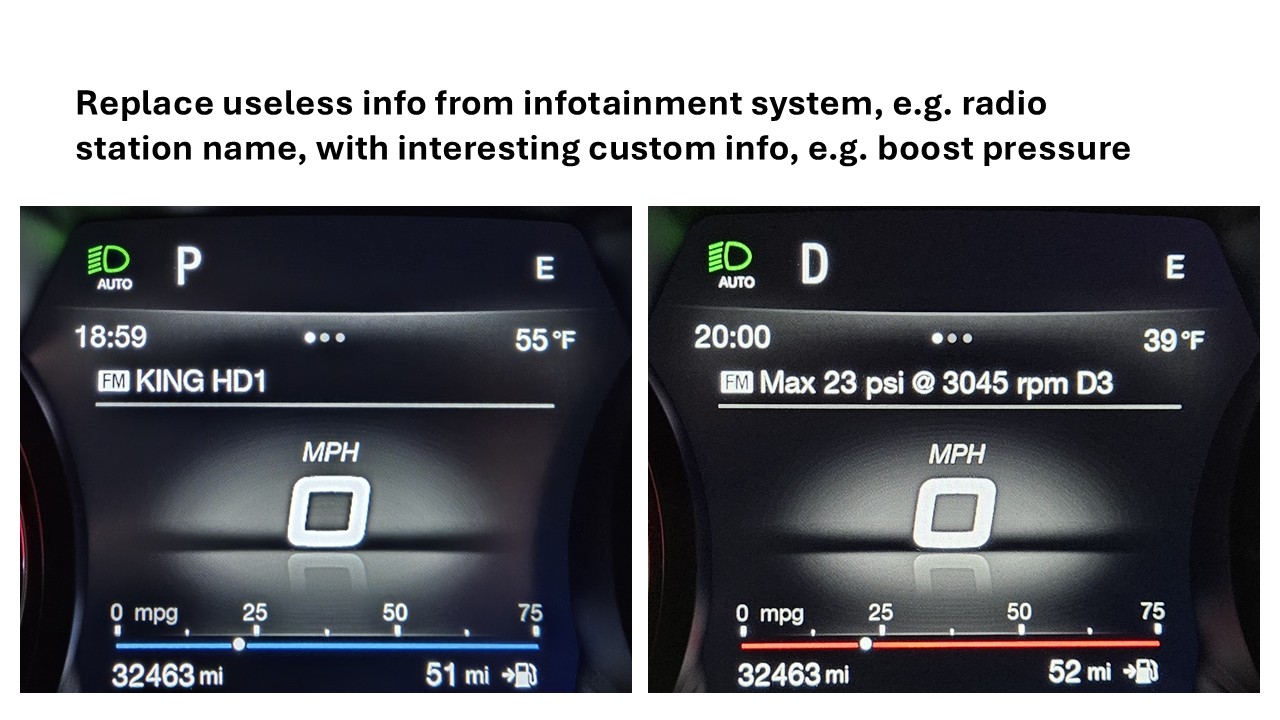 Replace useless info from infotainment system, e.g. radio
station name, with interesting custom info, e.g. boost pressure
AUTO P E
18:59 55°F
FM KING HD1
MPH
0
0 mpg 25 50 75
32463 mi 51 mi
AUTO D E
20:00 39°F
FM Max 23 psi @ 3045 rpm D3
MPH
0
0 mpg 25 50 75
32463 mi 52 mi